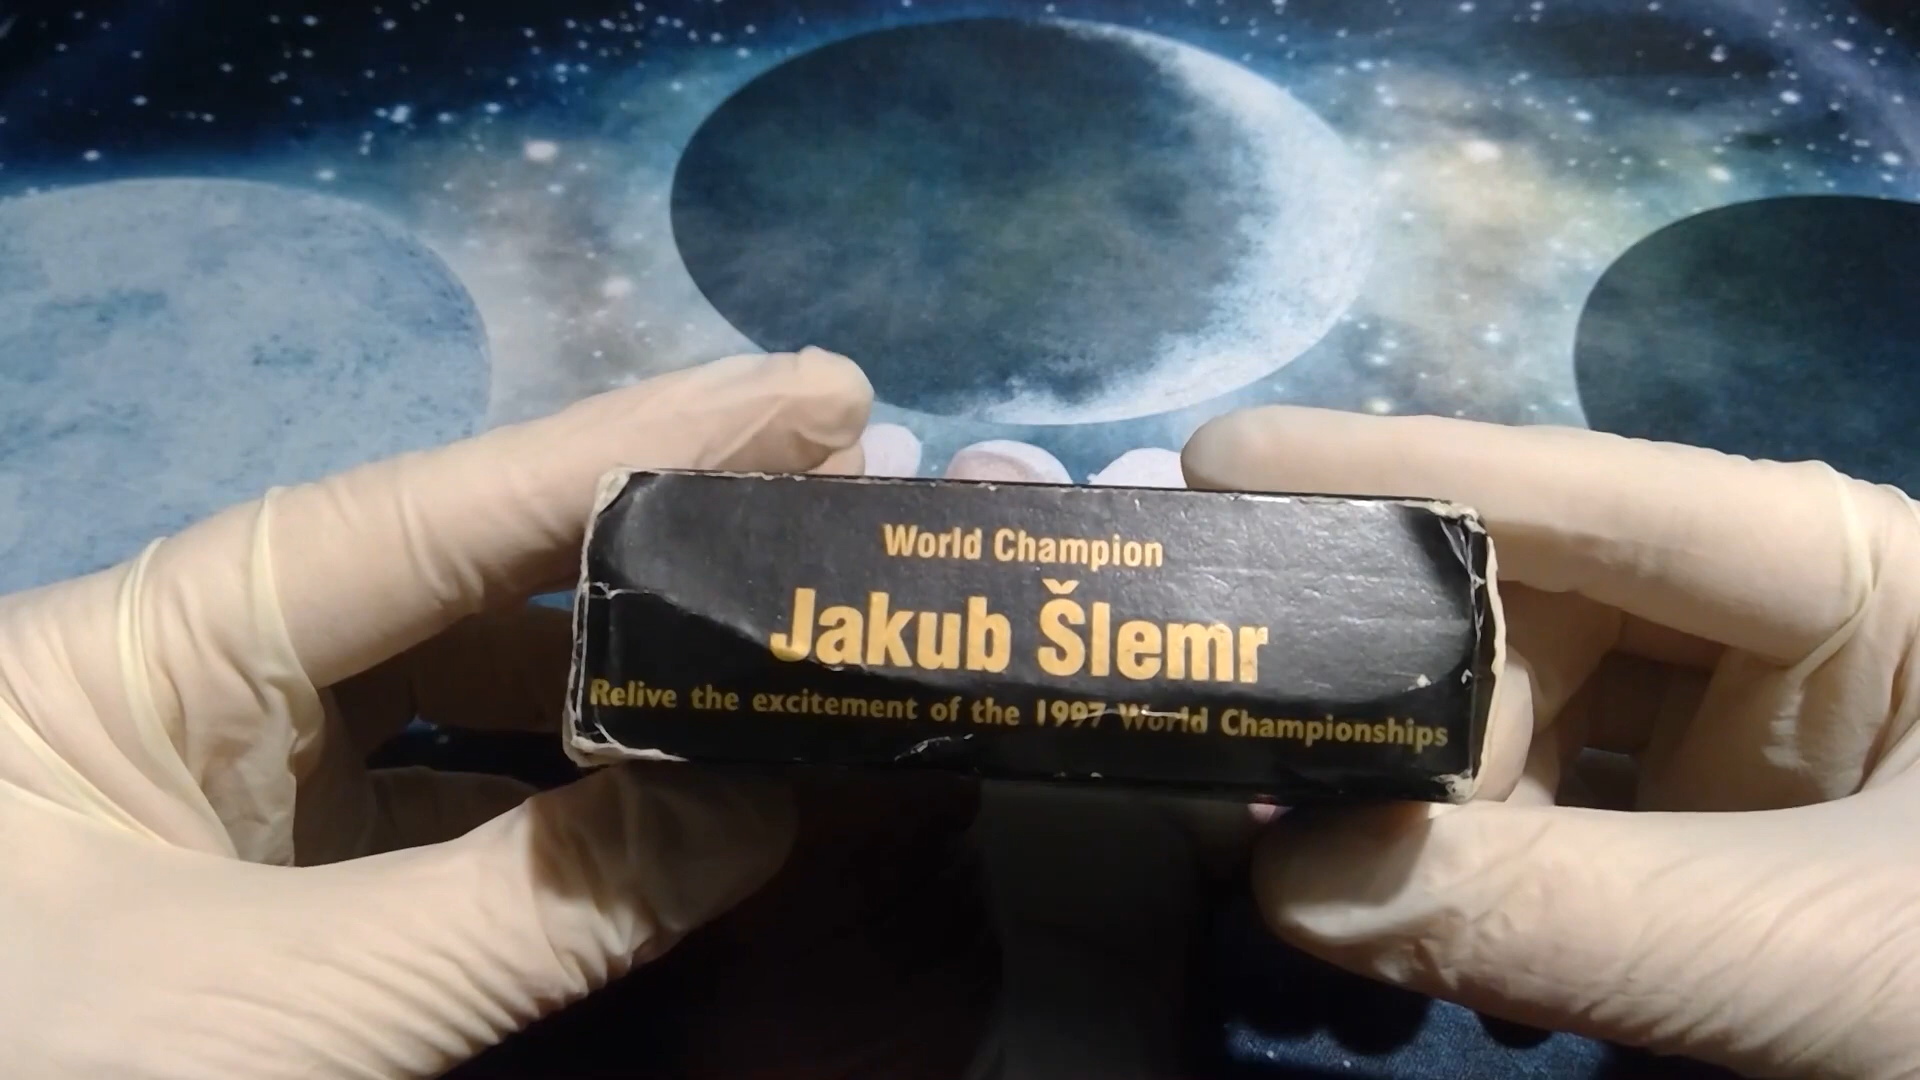 World Champion
Jakub Šlemr
Relive the excitement of the 1997 World Championships